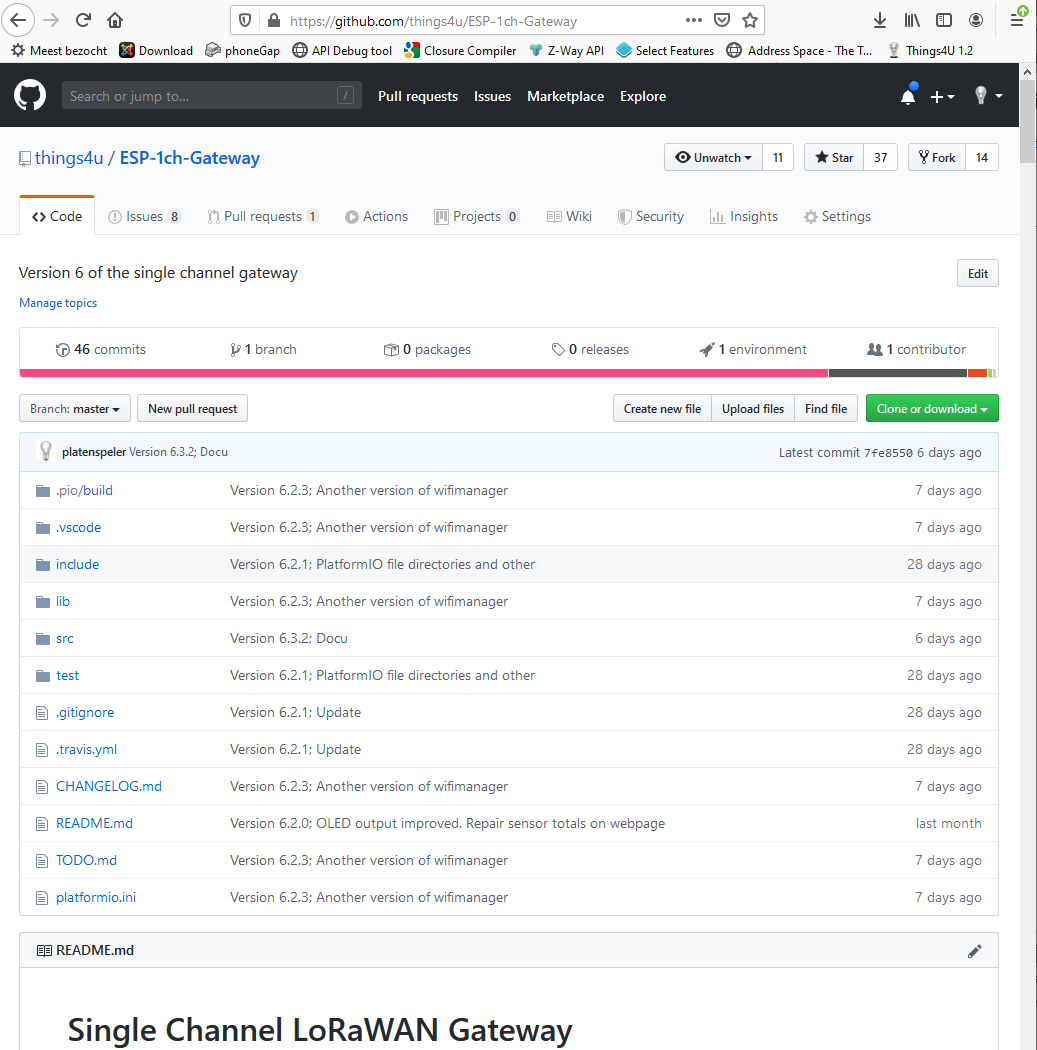 https://github.com/things4u/ESP-1ch-Gateway
Meest bezocht Download phoneGap API Debug tool Closure Compiler Z-Way API Select Features Address Space - The T... Things4U 1.2
Search or jump to... / Pull requests Issues Marketplace Explore
things4u / ESP-1ch-Gateway Unwatch 11 Star 37 Fork 14
Code Issues 8 Pull requests 1 Actions Projects 0 Wiki Security Insights Settings
Version 6 of the single channel gateway Edit
Manage topics
46 commits 1 branch 0 packages 0 releases 1 environment 1 contributor
Branch: master New pull request Create new file Upload files Find file Clone or download
platenspeler Version 6.3.2; Docu Latest commit 7fe8550 6 days ago
.pio/build Version 6.2.3; Another version of wifimanager 7 days ago
.vscode Version 6.2.3; Another version of wifimanager 7 days ago
include Version 6.2.1; PlatformIO file directories and other 28 days ago
lib Version 6.2.3; Another version of wifimanager 7 days ago
src Version 6.3.2; Docu 6 days ago
test Version 6.2.1; PlatformIO file directories and other 28 days ago
.gitignore Version 6.2.1; Update 28 days ago
.travis.yml Version 6.2.1; Update 28 days ago
CHANGELOG.md Version 6.2.3; Another version of wifimanager 7 days ago
README.md Version 6.2.0; OLED output improved. Repair sensor totals on webpage last month
TODO.md Version 6.2.3; Another version of wifimanager 7 days ago
platformio.ini Version 6.2.3; Another version of wifimanager 7 days ago
README.md
Single Channel LoRaWAN Gateway